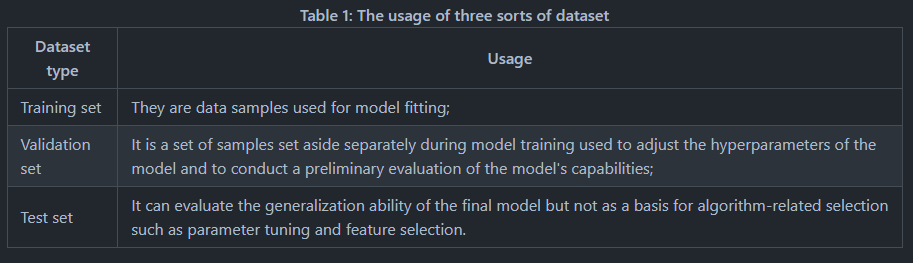 Table 1: The usage of three sorts of dataset
Dataset
type
Usage
Training set
They are data samples used for model fitting;
Validation
set
It is a set of samples set aside separately during model training used to adjust the hyperparameters of the
model and to conduct a preliminary evaluation of the model's capabilities;
Test set
It can evaluate the generalization ability of the final model but not as a basis for algorithm-related selection
such as parameter tuning and feature selection.